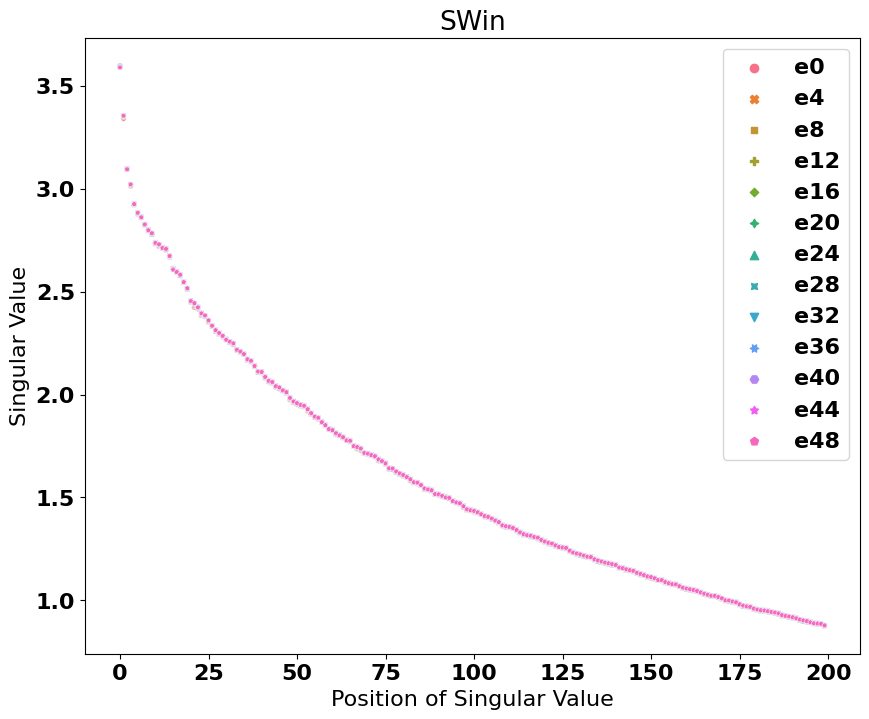 SWin
3.5
3.0
2.5
2.0
1.5
1.0
Singular Value
0 25 50 75 100 125 150 175 200
Position of Singular Value
e0
e4
e8
e12
e16
e20
e24
e28
e32
e36
e40
e44
e48